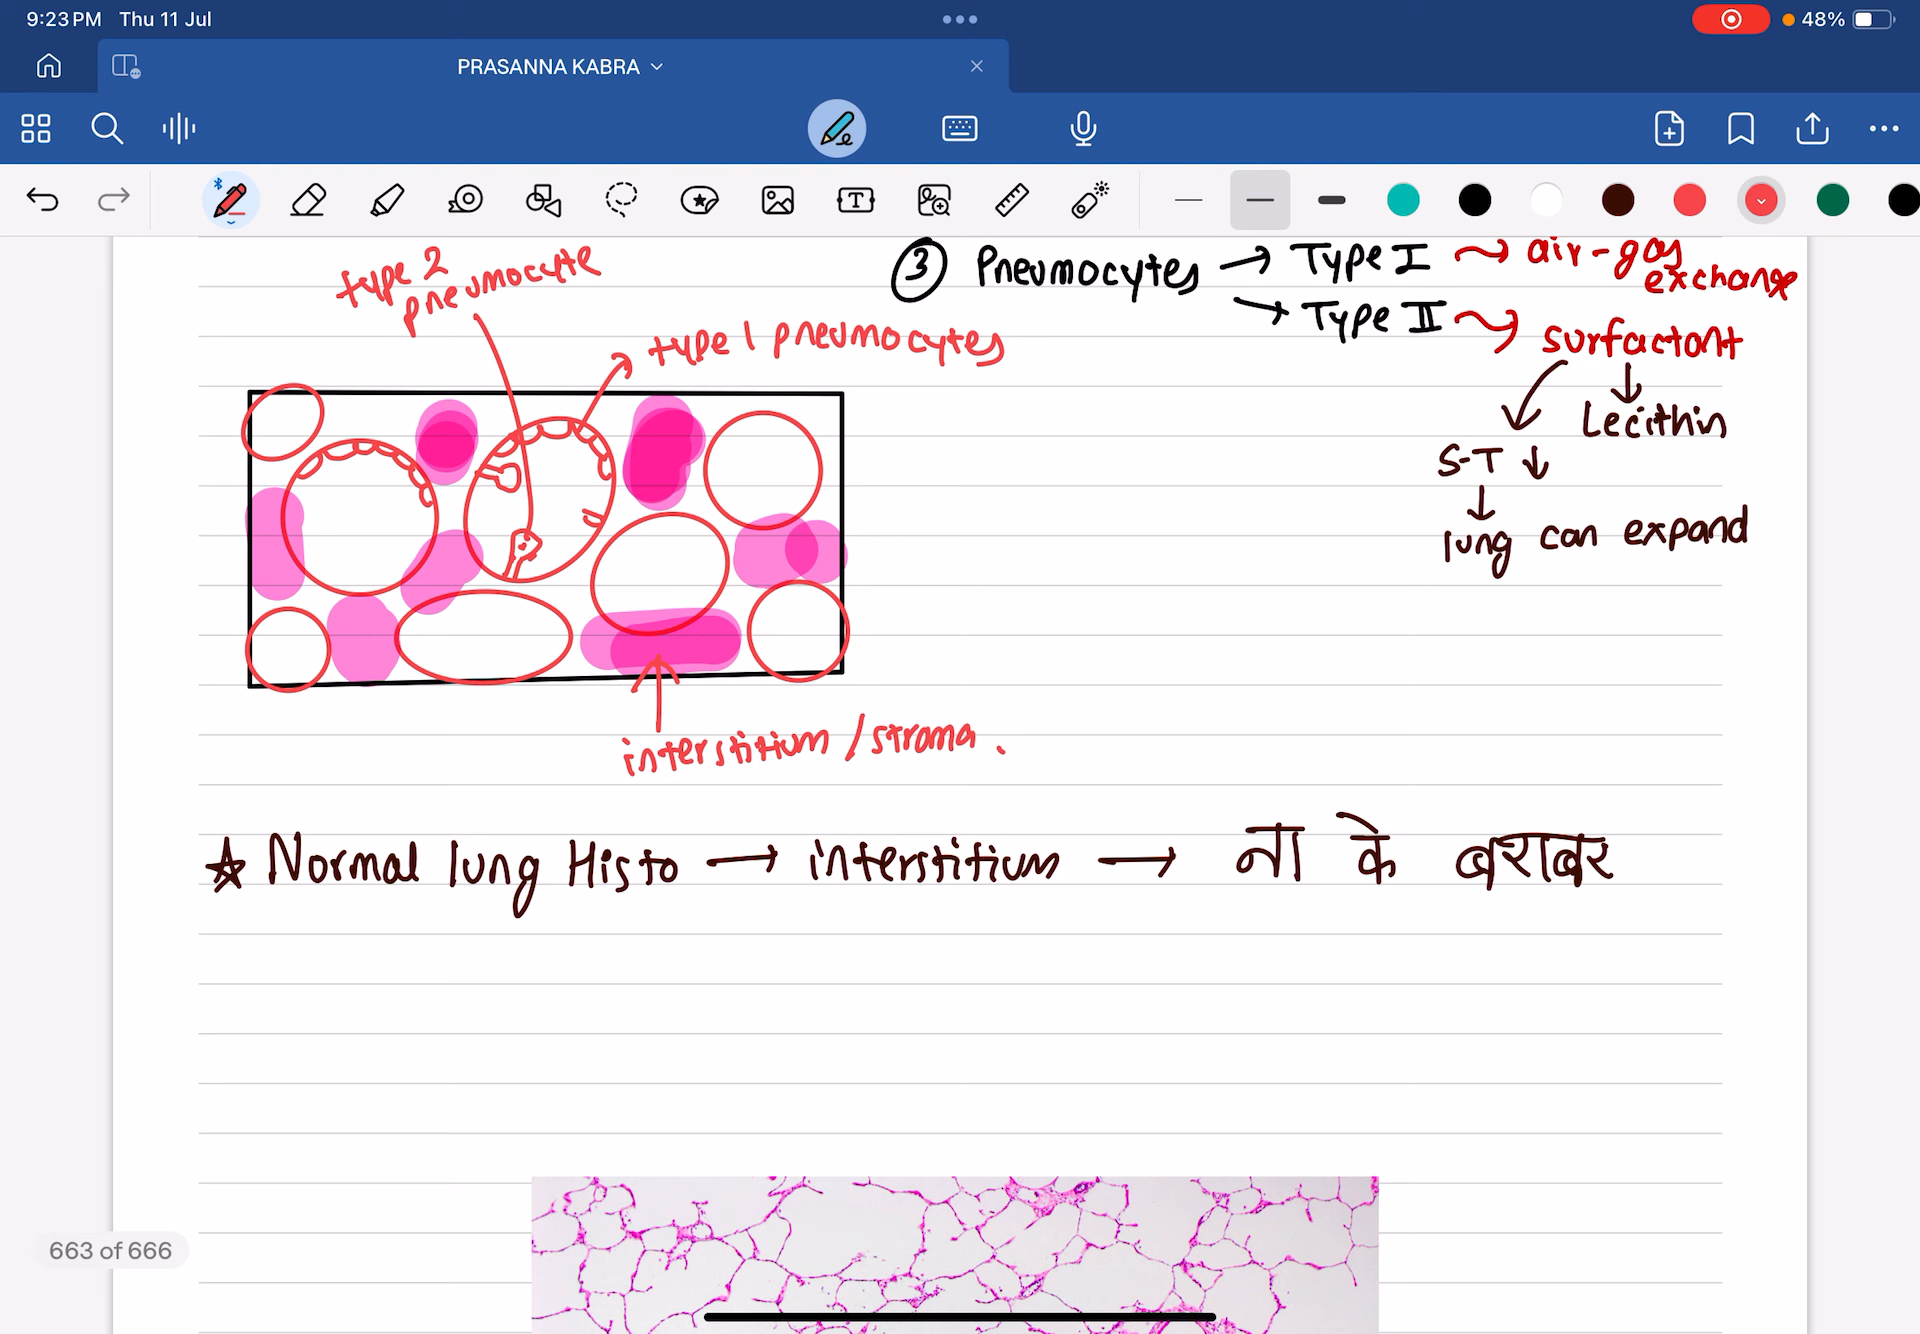 9:23 PM Thu 11 Jul
48%
PRASANNA KABRA
type 2
pneumocyte
type 1 pneumocytes
interstitium / stroma .
③ Pneumocytes → Type I ⤳ air-gas
exchange
→ Type II ⤳ surfactant
↓ Lecithin
S-T ↓
↓
lung can expand
☆ Normal lung Histo → interstitium → ना के बराबर
663 of 666